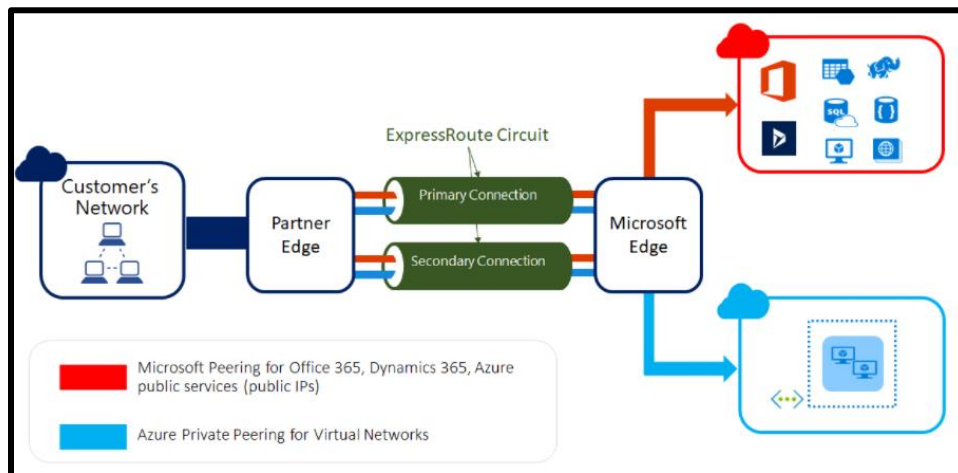 ExpressRoute Circuit
Customer's
Network
Partner
Edge
Primary Connection
Secondary Connection
Microsoft
Edge
SQL
Microsoft Peering for Office 365, Dynamics 365, Azure
public services (public IPs)
Azure Private Peering for Virtual Networks